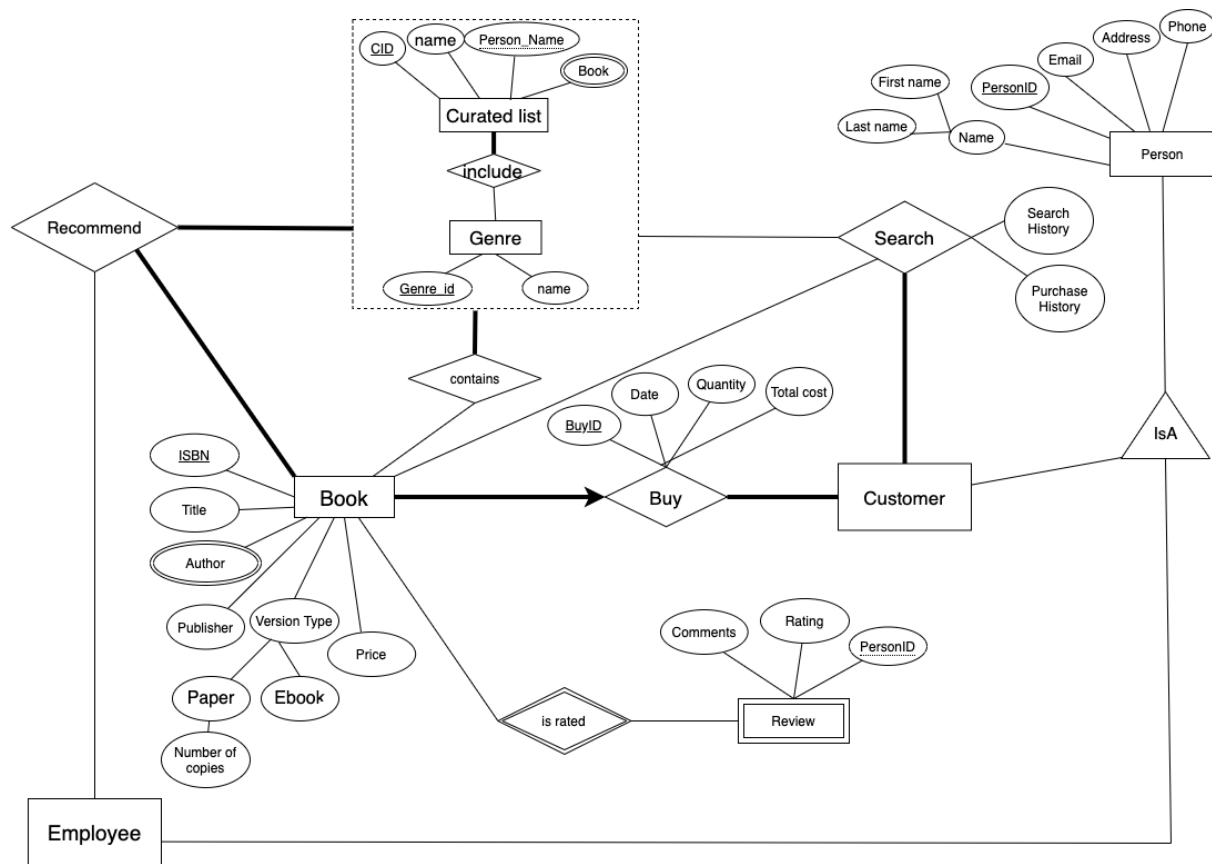 CID
name
Person_Name
Book
Curated list
include
Genre
Genre_id
name
Phone
Address
Email
First name
PersonID
Last name
Name
Person
Recommend
Search
Search
History
Purchase
History
contains
Date
Quantity
Total cost
BuyID
IsA
ISBN
Book
Buy
Customer
Title
Author
Publisher
Version Type
Price
Paper
Ebook
Number of
copies
Comments
Rating
PersonID
is rated
Review
Employee